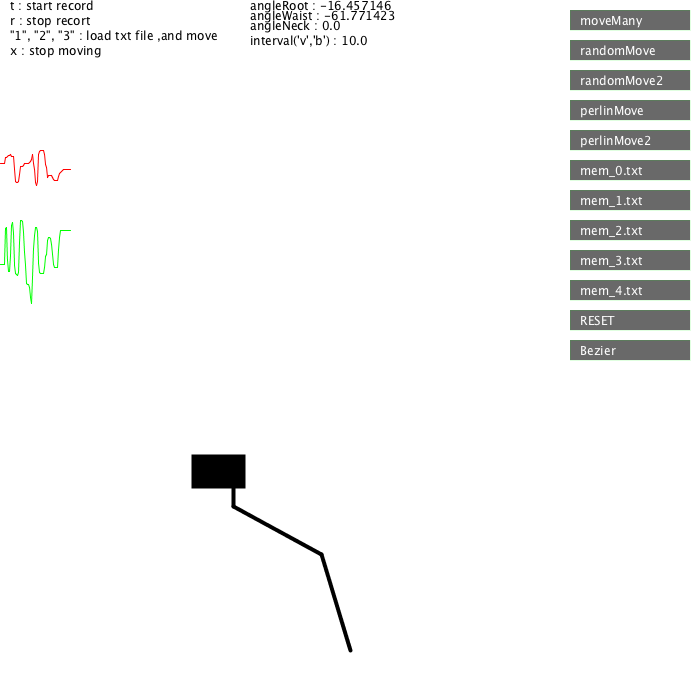 t : start record
r : stop recort
"1", "2", "3" : load txt file ,and move
x : stop moving
angleRoot : -16.457146
angleWaist : -61.771423
angleNeck : 0.0
interval('v','b') : 10.0
moveMany
randomMove
randomMove2
perlinMove
perlinMove2
mem_0.txt
mem_1.txt
mem_2.txt
mem_3.txt
mem_4.txt
RESET
Bezier